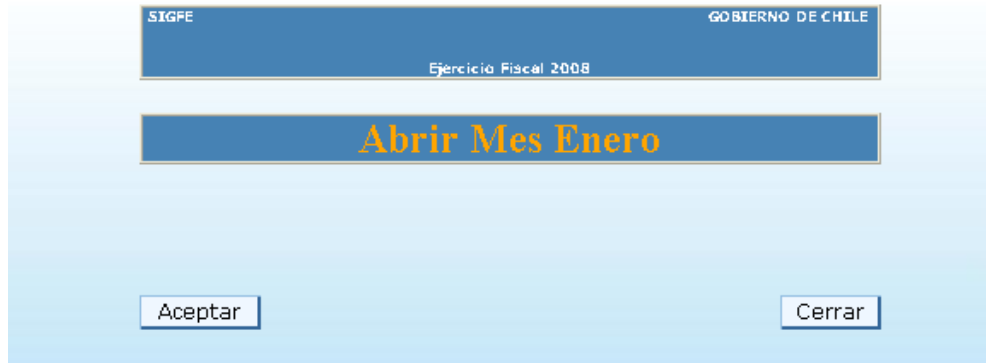 SIGFE GOBIERNO DE CHILE
Ejercicio Fiscal 2008
Abrir Mes Enero
Aceptar Cerrar